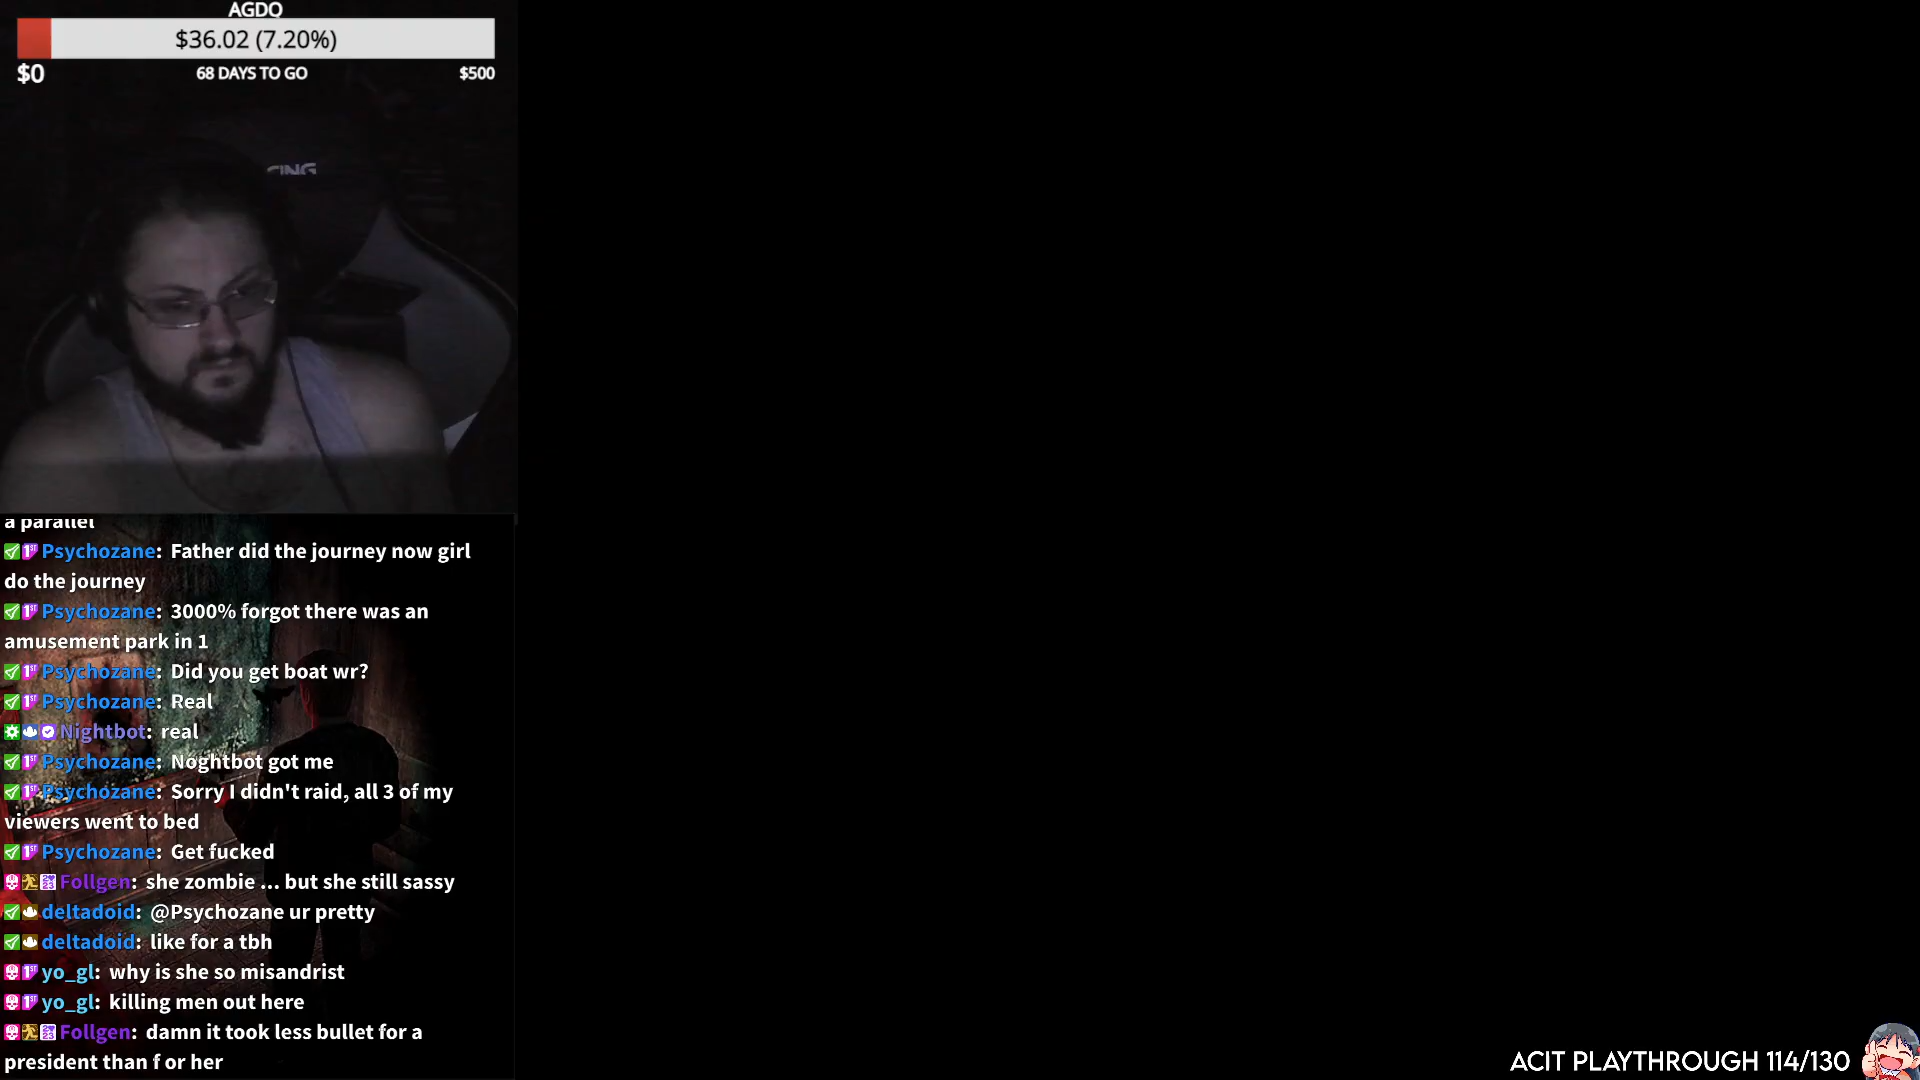 AGDQ
$36.02 (7.20%)
$0
68 DAYS TO GO
$500
CING
a parallel
Psychozane: Father did the journey now girl
do the journey
Psychozane: 3000% forgot there was an
amusement park in 1
Psychozane: Did you get boat wr?
Psychozane: Real
Nightbot: real
Psychozane: Noghtbot got me
Psychozane: Sorry I didn't raid, all 3 of my
viewers went to bed
Psychozane: Get fucked
Follgen: she zombie ... but she still sassy
deltadoid: @Psychozane ur pretty
deltadoid: like for a tbh
yo_gl: why is she so misandrist
yo_gl: killing men out here
Follgen: damn it took less bullet for a
president than f or her
ACIT PLAYTHROUGH 114/130